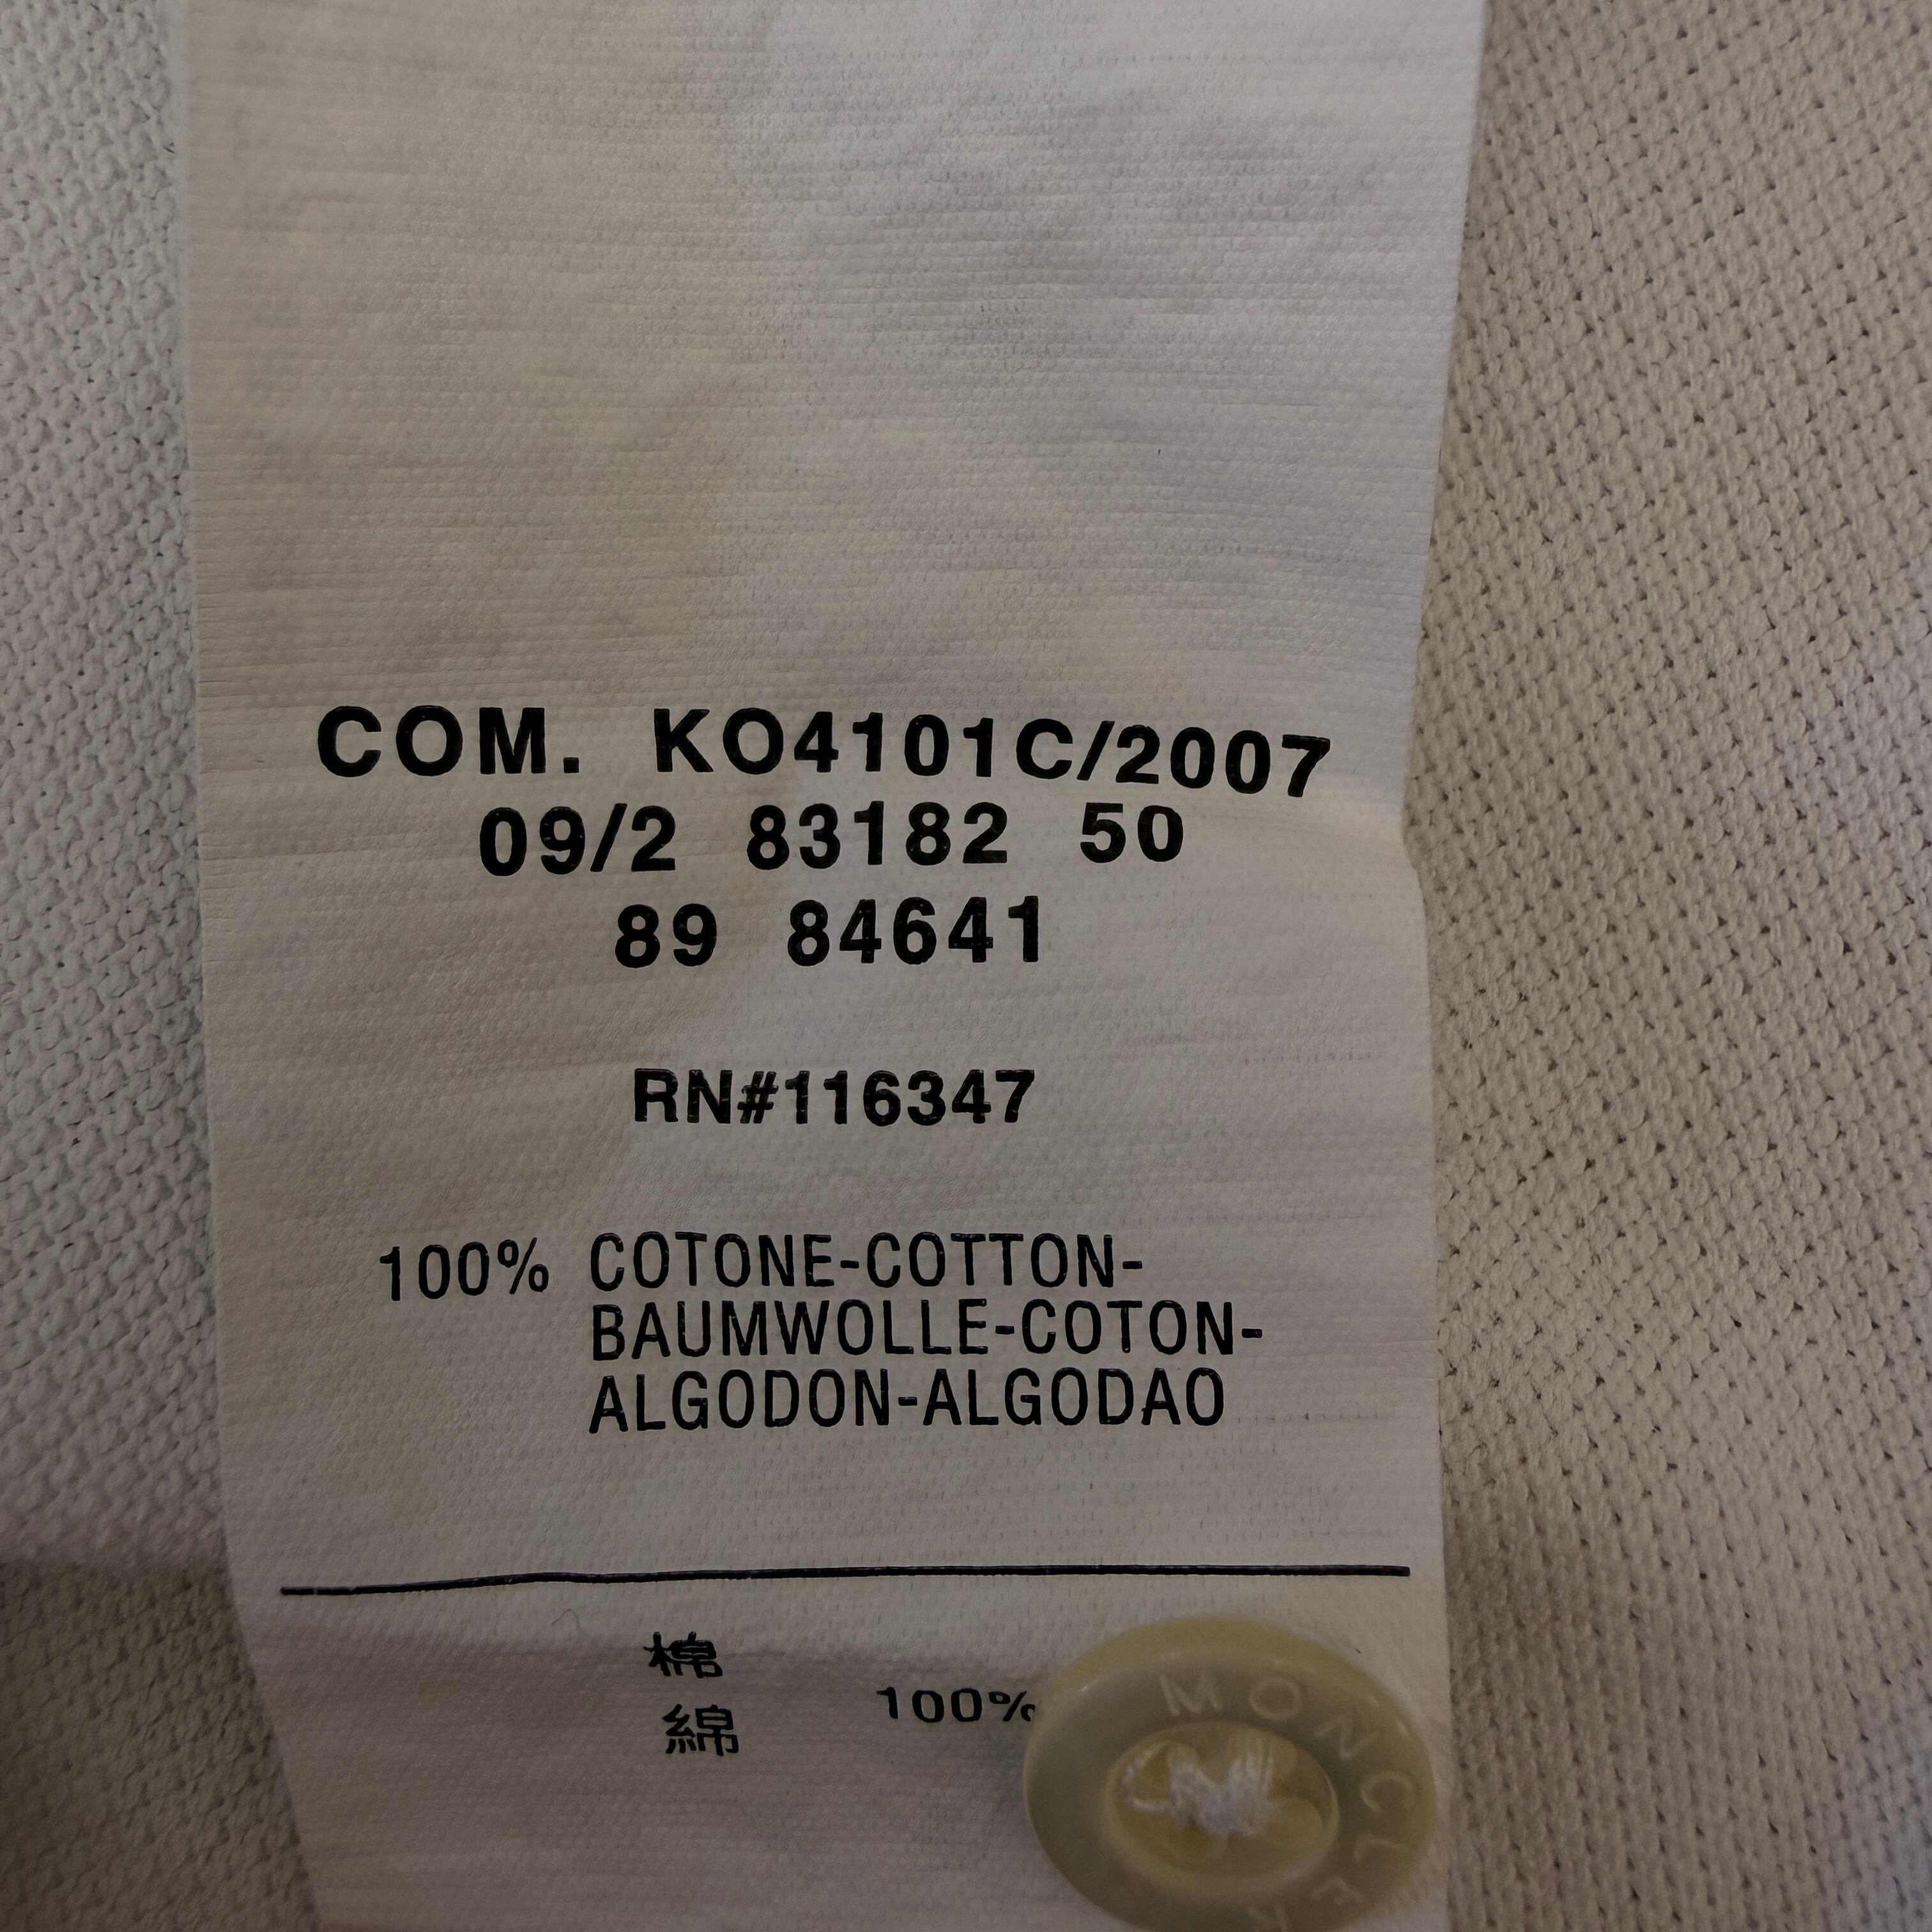 COM. KO4101C/2007
09/2 83182 50
89 84641
RN#116347
100% COTONE-COTTON-
BAUMWOLLE-COTON-
ALGODON-ALGODAO
棉
100%
綿
MONCLER